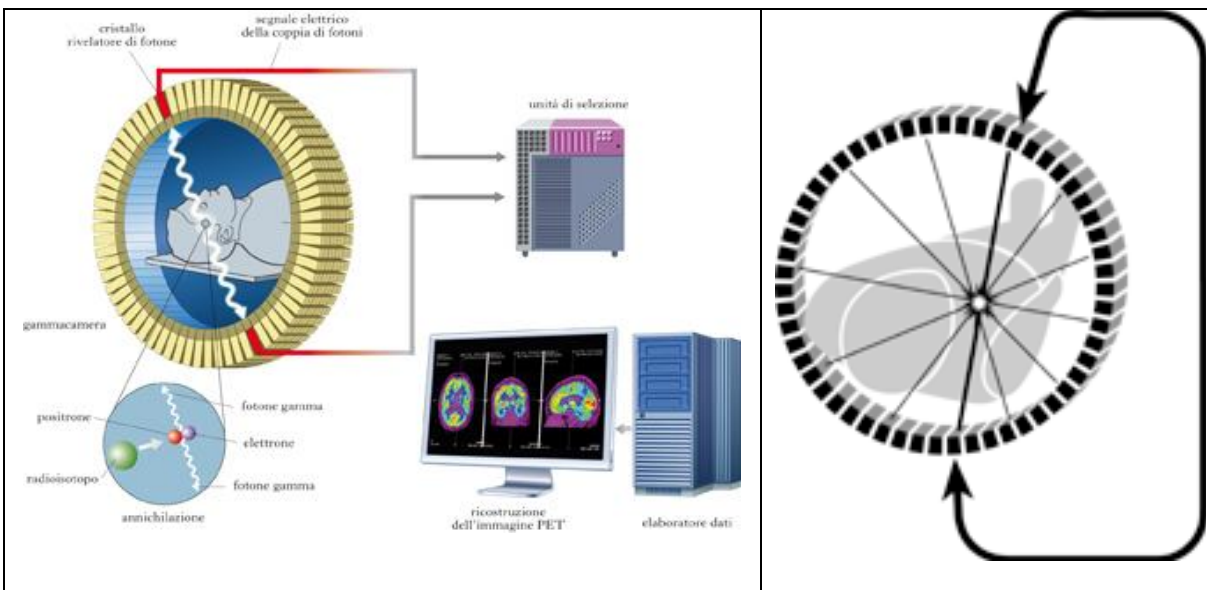 cristallo
rivelatore di fotone
segnale elettrico
della coppia di fotoni
unità di selezione
gammacamera
fotone gamma
positrone
elettrone
radioisotopo
fotone gamma
annichilazione
ricostruzione
dell'immagine PET
elaboratore dati